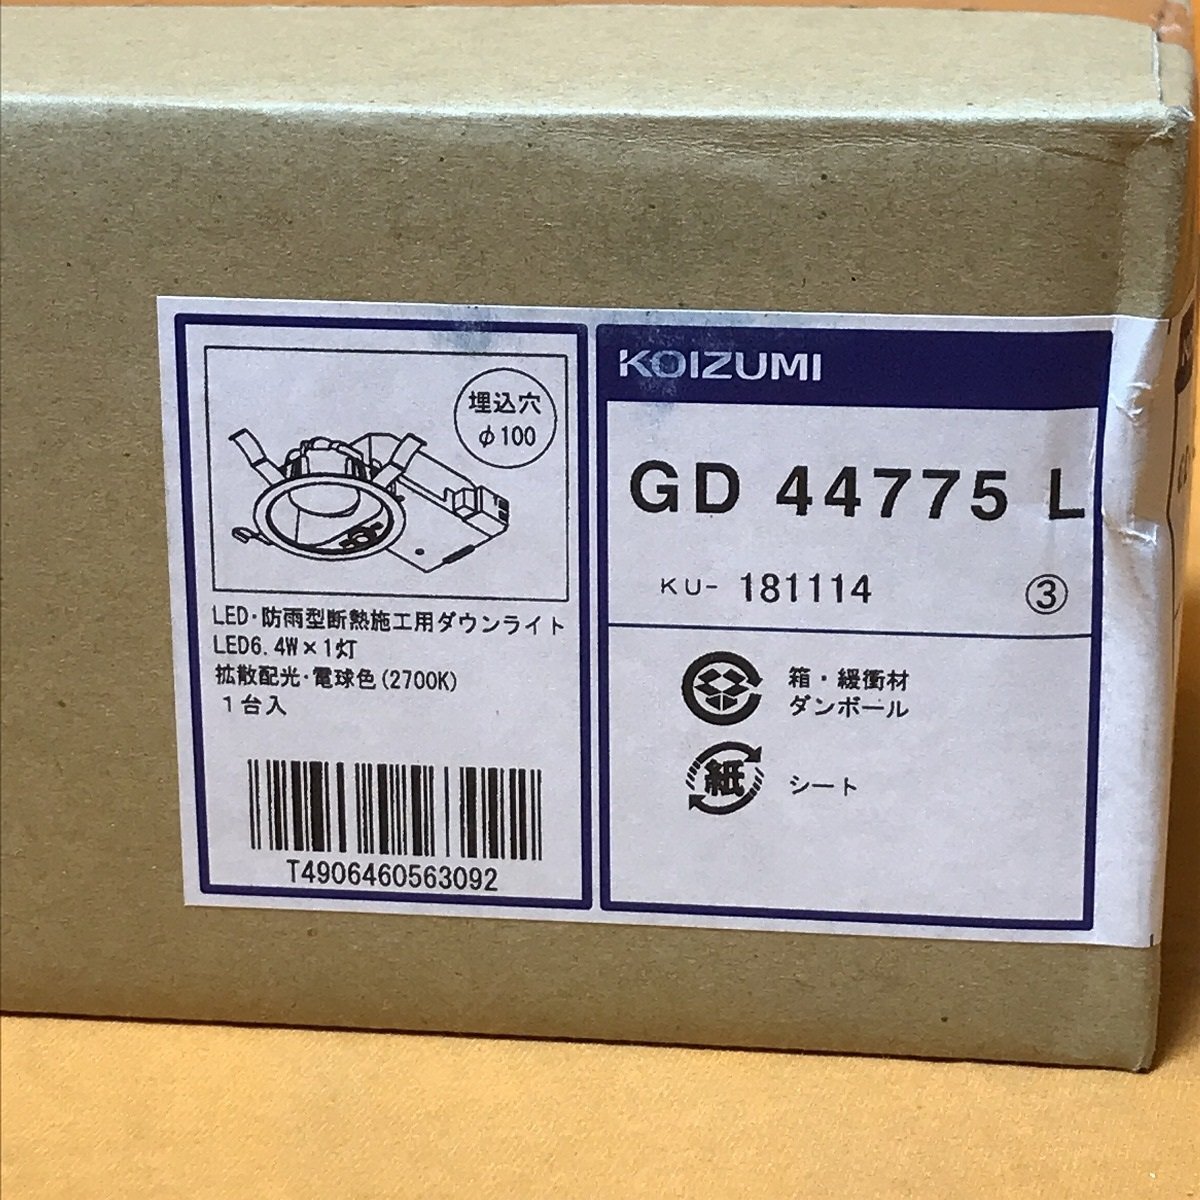 埋込穴
φ100
LED・防雨型断熱施工用ダウンライト
LED6.4W×1灯
拡散配光・電球色(2700K)
1台入
T4906460563092
KOIZUMI
GD 44775 L
KU- 181114 ③
箱・緩衝材
ダンボール
紙 シート